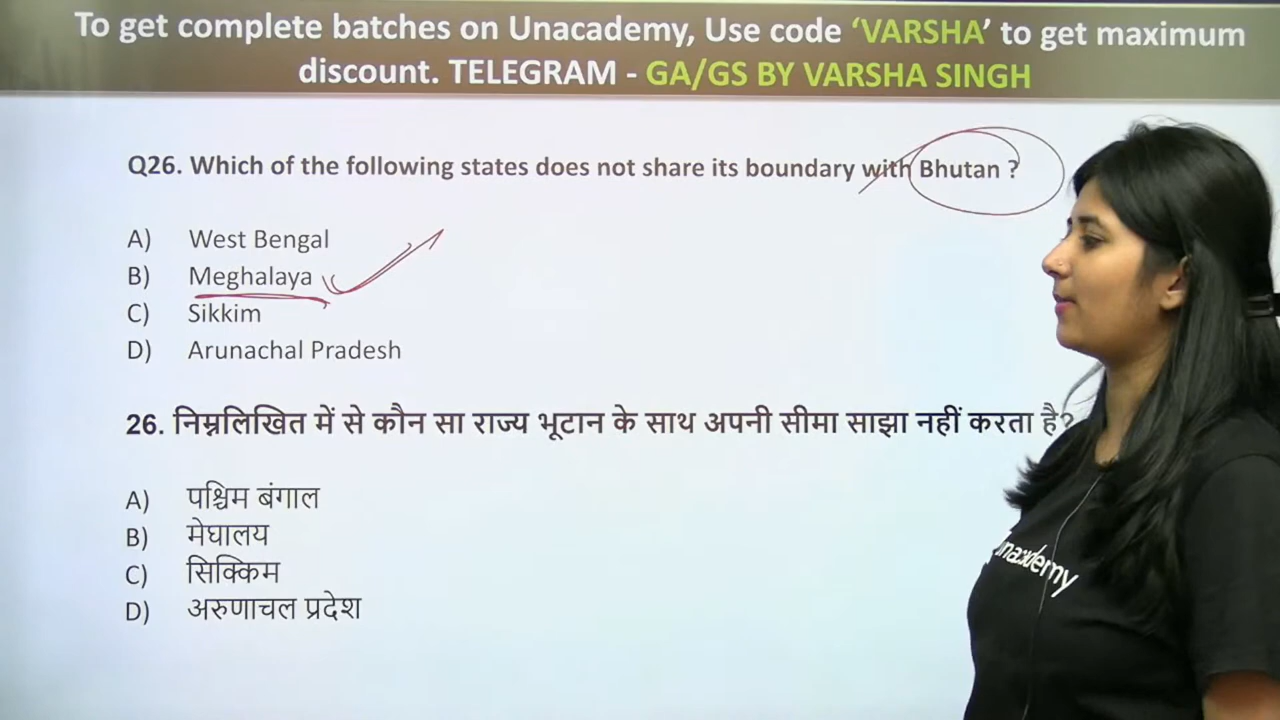 To get complete batches on Unacademy, Use code ‘VARSHA’ to get maximum
discount. TELEGRAM - GA/GS BY VARSHA SINGH
Q26. Which of the following states does not share its boundary with Bhutan ?
A) West Bengal
B) Meghalaya
C) Sikkim
D) Arunachal Pradesh
26. निम्नलिखित में से कौन सा राज्य भूटान के साथ अपनी सीमा साझा नहीं करता है?
A) पश्चिम बंगाल
B) मेघालय
C) सिक्किम
D) अरुणाचल प्रदेश
unacademy